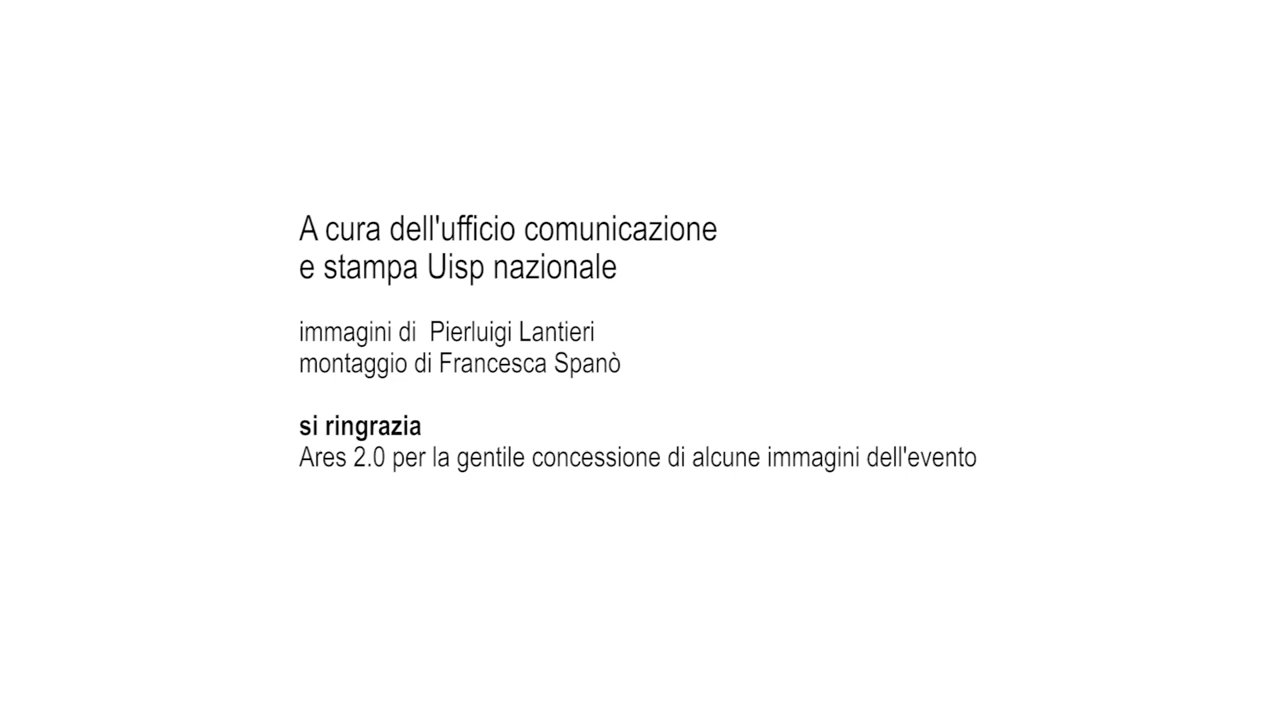 A cura dell'ufficio comunicazione
e stampa Uisp nazionale
immagini di  Pierluigi Lantieri
montaggio di Francesca Spanò
si ringrazia
Ares 2.0 per la gentile concessione di alcune immagini dell'evento